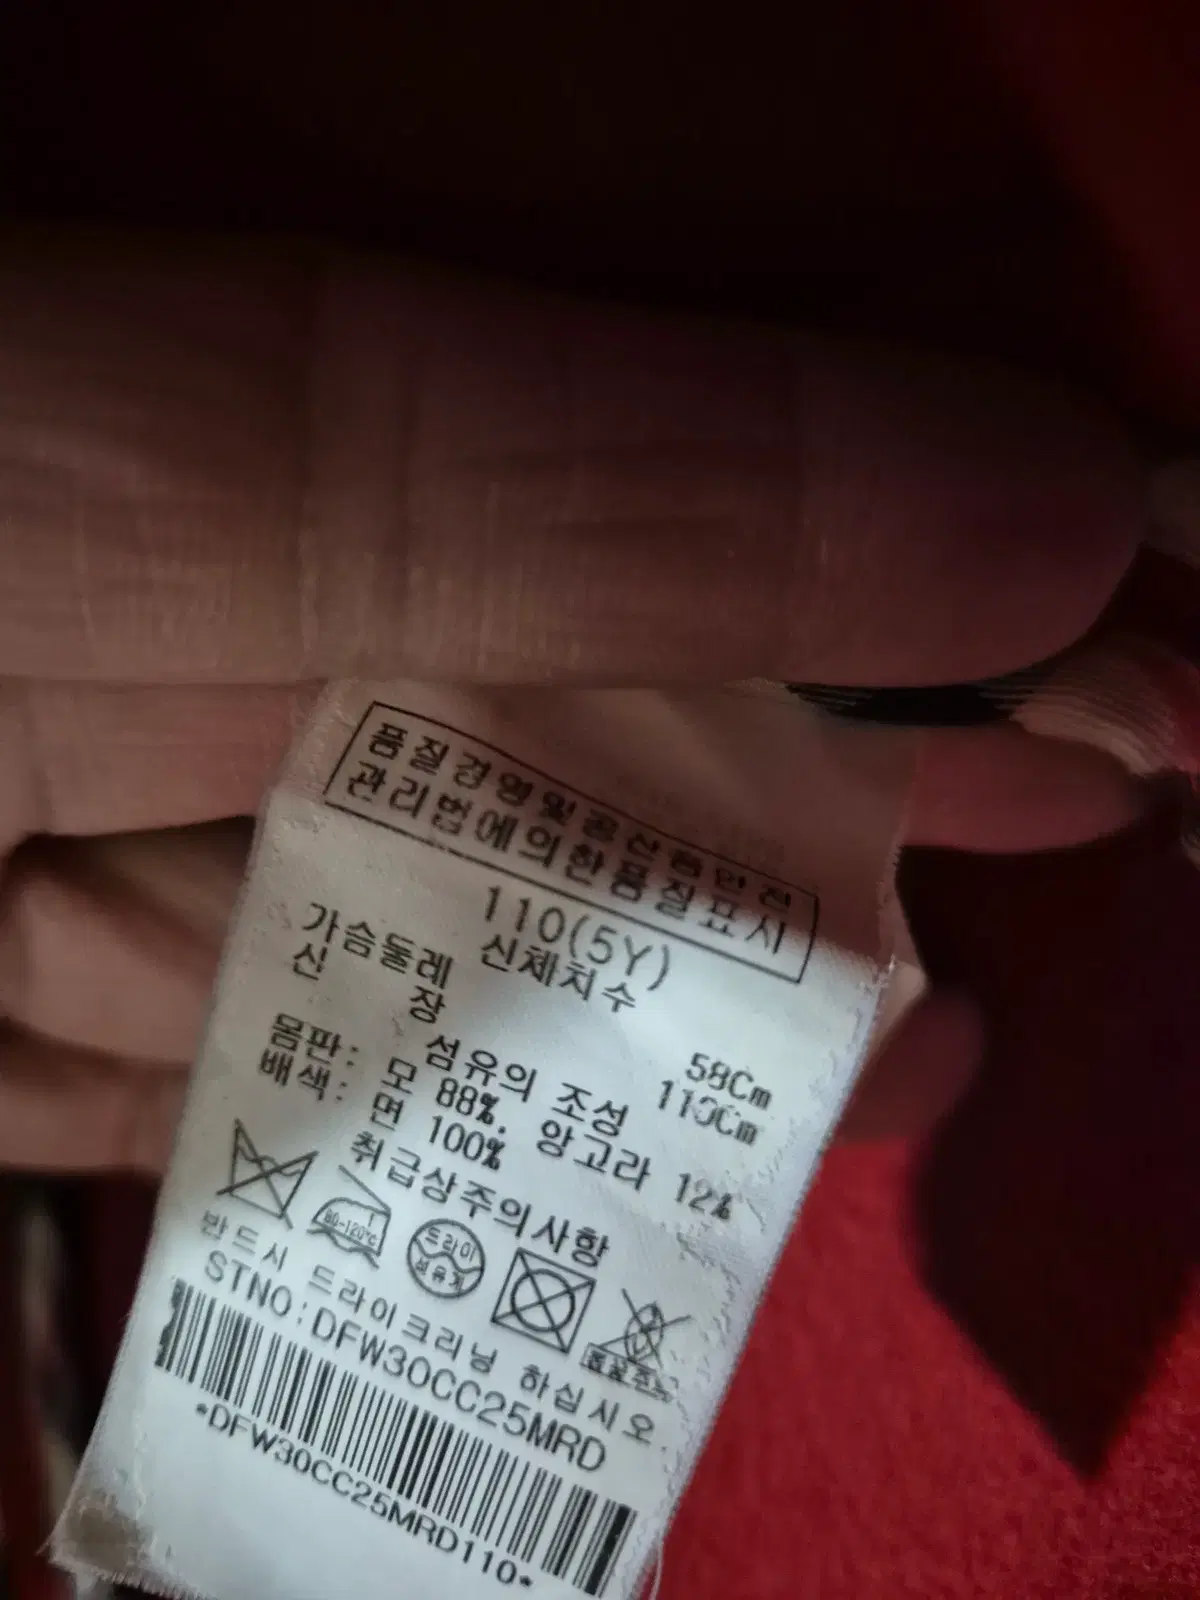 품질경영및공산품안전
관리법에의한품질표시
110(5Y)
신체치수
가슴둘레 58Cm
신 장 110Cm
섬유의 조성
몸판: 모 88%, 앙고라 12%
배색: 면 100%
취급상주의사항
80-120℃
드라이
석유계
반드시 드라이크리닝 하십시오.
STNO:DFW30CC25MRD
*DFW30CC25MRD110*